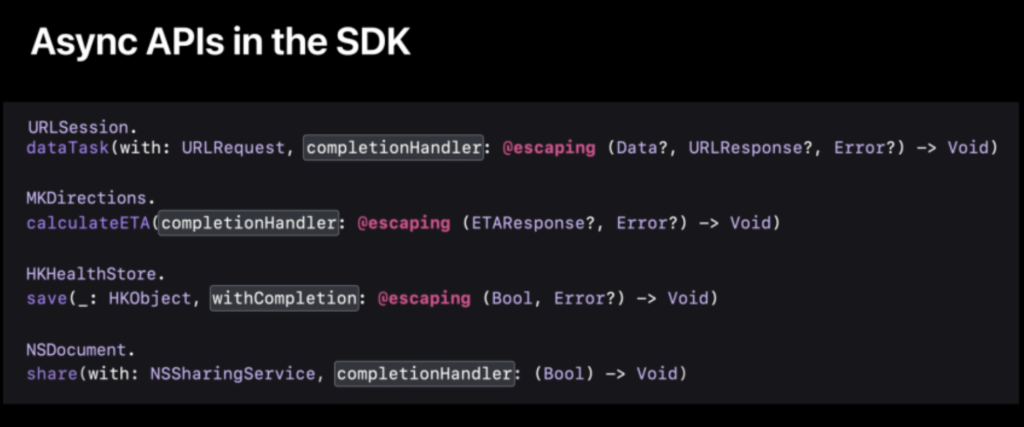 Async APIs in the SDK
URLSession.
dataTask(with: URLRequest, completionHandler: @escaping (Data?, URLResponse?, Error?) -> Void)
MKDirections.
calculateETA(completionHandler: @escaping (ETAResponse?, Error?) -> Void)
HKHealthStore.
save(_: HKObject, withCompletion: @escaping (Bool, Error?) -> Void)
NSDocument.
share(with: NSSharingService, completionHandler: (Bool) -> Void)